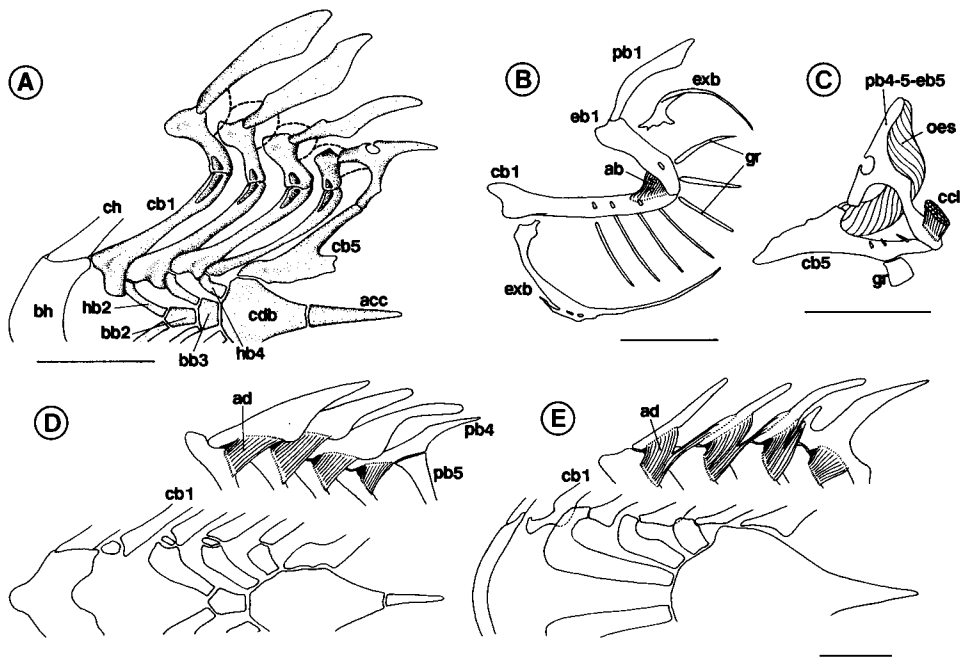 A
ch
cb1
bh
hb2
bb2
bb3
hb4
cdb
cb5
acc
B
pb1
exb
eb1
gr
ab
cb1
exb
C
pb4-5-eb5
oes
ccl
cb5
gr
D
ad
pb4
pb5
cb1
E
ad
cb1